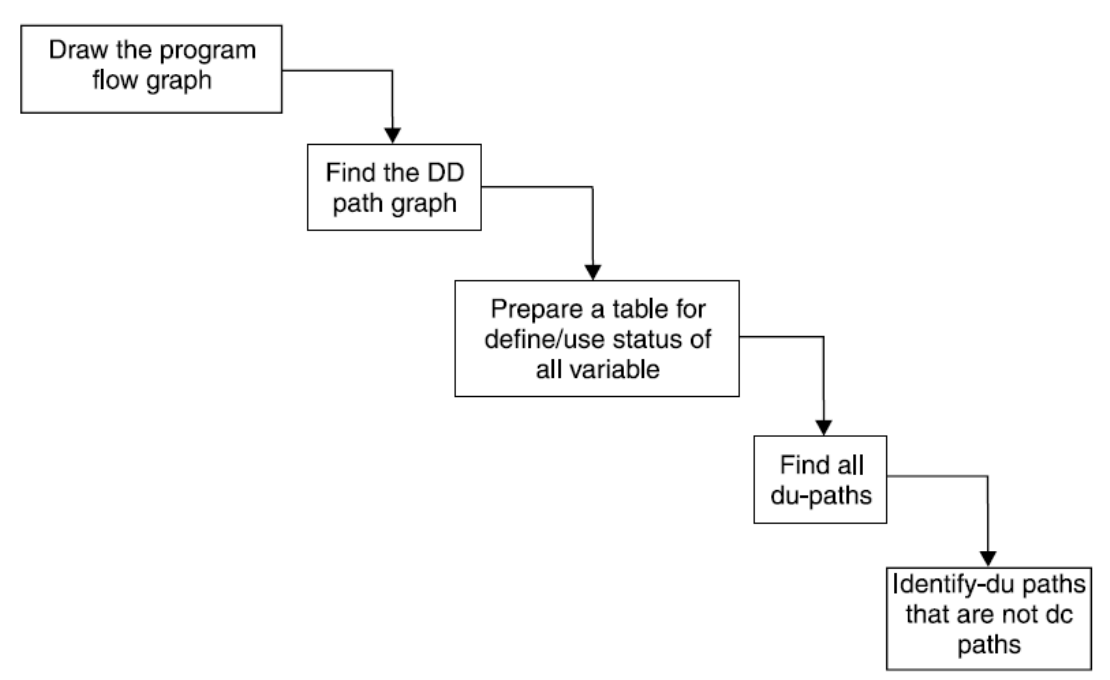 Draw the program
flow graph
Find the DD
path graph
Prepare a table for
define/use status of
all variable
Find all
du-paths
Identify-du paths
that are not dc
paths